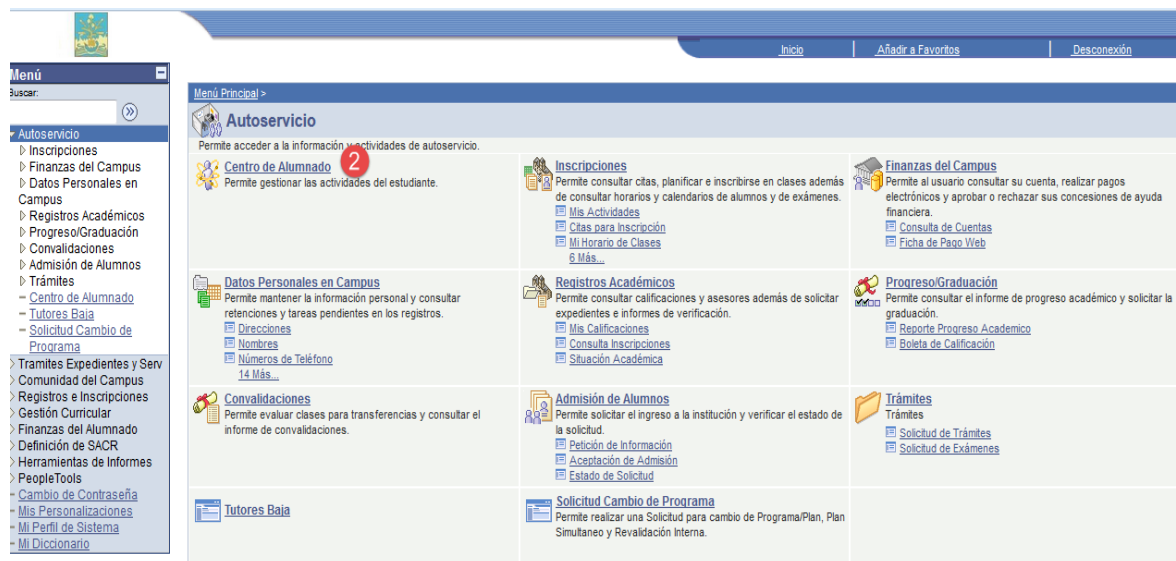 Inicio
Añadir a Favoritos
Desconexión
Menú
Buscar:
Autoservicio
Inscripciones
Finanzas del Campus
Datos Personales en
Campus
Registros Académicos
Progreso/Graduación
Convalidaciones
Admisión de Alumnos
Trámites
Centro de Alumnado
Tutores Baja
Solicitud Cambio de
Programa
Tramites Expedientes y Serv
Comunidad del Campus
Registros e Inscripciones
Gestión Curricular
Finanzas del Alumnado
Definición de SACR
Herramientas de Informes
PeopleTools
Cambio de Contraseña
Mis Personalizaciones
Mi Perfil de Sistema
Mi Diccionario
Menú Principal >
Autoservicio
Permite acceder a la información y actividades de autoservicio.
Centro de Alumnado
2
Permite gestionar las actividades del estudiante.
Inscripciones
Permite consultar citas, planificar e inscribirse en clases además
de consultar horarios y calendarios de alumnos y de exámenes.
Mis Actividades
Citas para Inscripción
Mi Horario de Clases
6 Más...
Finanzas del Campus
Permite al usuario consultar su cuenta, realizar pagos
electrónicos y aprobar o rechazar sus concesiones de ayuda
financiera.
Consulta de Cuentas
Ficha de Pago Web
Datos Personales en Campus
Permite mantener la información personal y consultar
retenciones y tareas pendientes en los registros.
Direcciones
Nombres
Números de Teléfono
14 Más...
Registros Académicos
Permite consultar calificaciones y asesores además de solicitar
expedientes e informes de verificación.
Mis Calificaciones
Consulta Inscripciones
Situación Académica
Progreso/Graduación
Permite consultar el informe de progreso académico y solicitar la
graduación.
Reporte Progreso Academico
Boleta de Calificación
Convalidaciones
Permite evaluar clases para transferencias y consultar el
informe de convalidaciones.
Admisión de Alumnos
Permite solicitar el ingreso a la institución y verificar el estado de
la solicitud.
Petición de Información
Aceptación de Admisión
Estado de Solicitud
Trámites
Trámites
Solicitud de Trámites
Solicitud de Exámenes
Tutores Baja
Solicitud Cambio de Programa
Permite realizar una Solicitud para cambio de Programa/Plan, Plan
Simultaneo y Revalidación Interna.